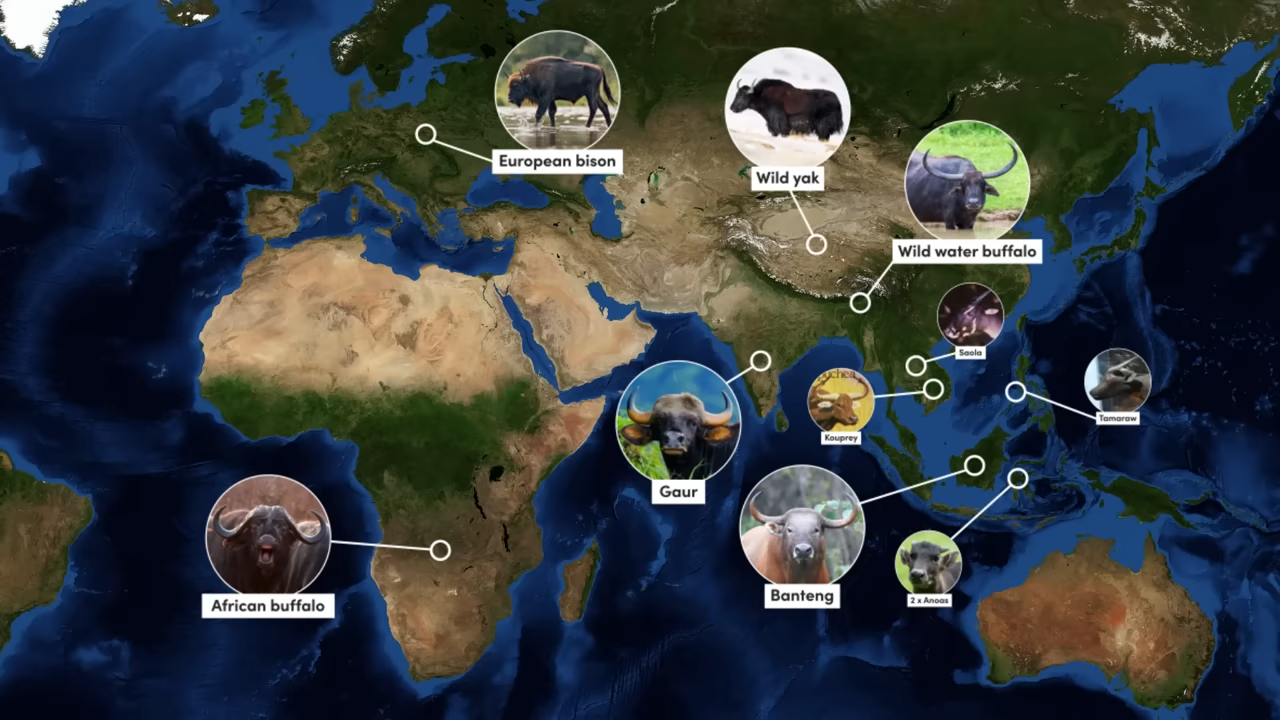 European bison
Wild yak
Wild water buffalo
Saola
Tamaraw
Kouprey
Gaur
Banteng
2 x Anoas
African buffalo